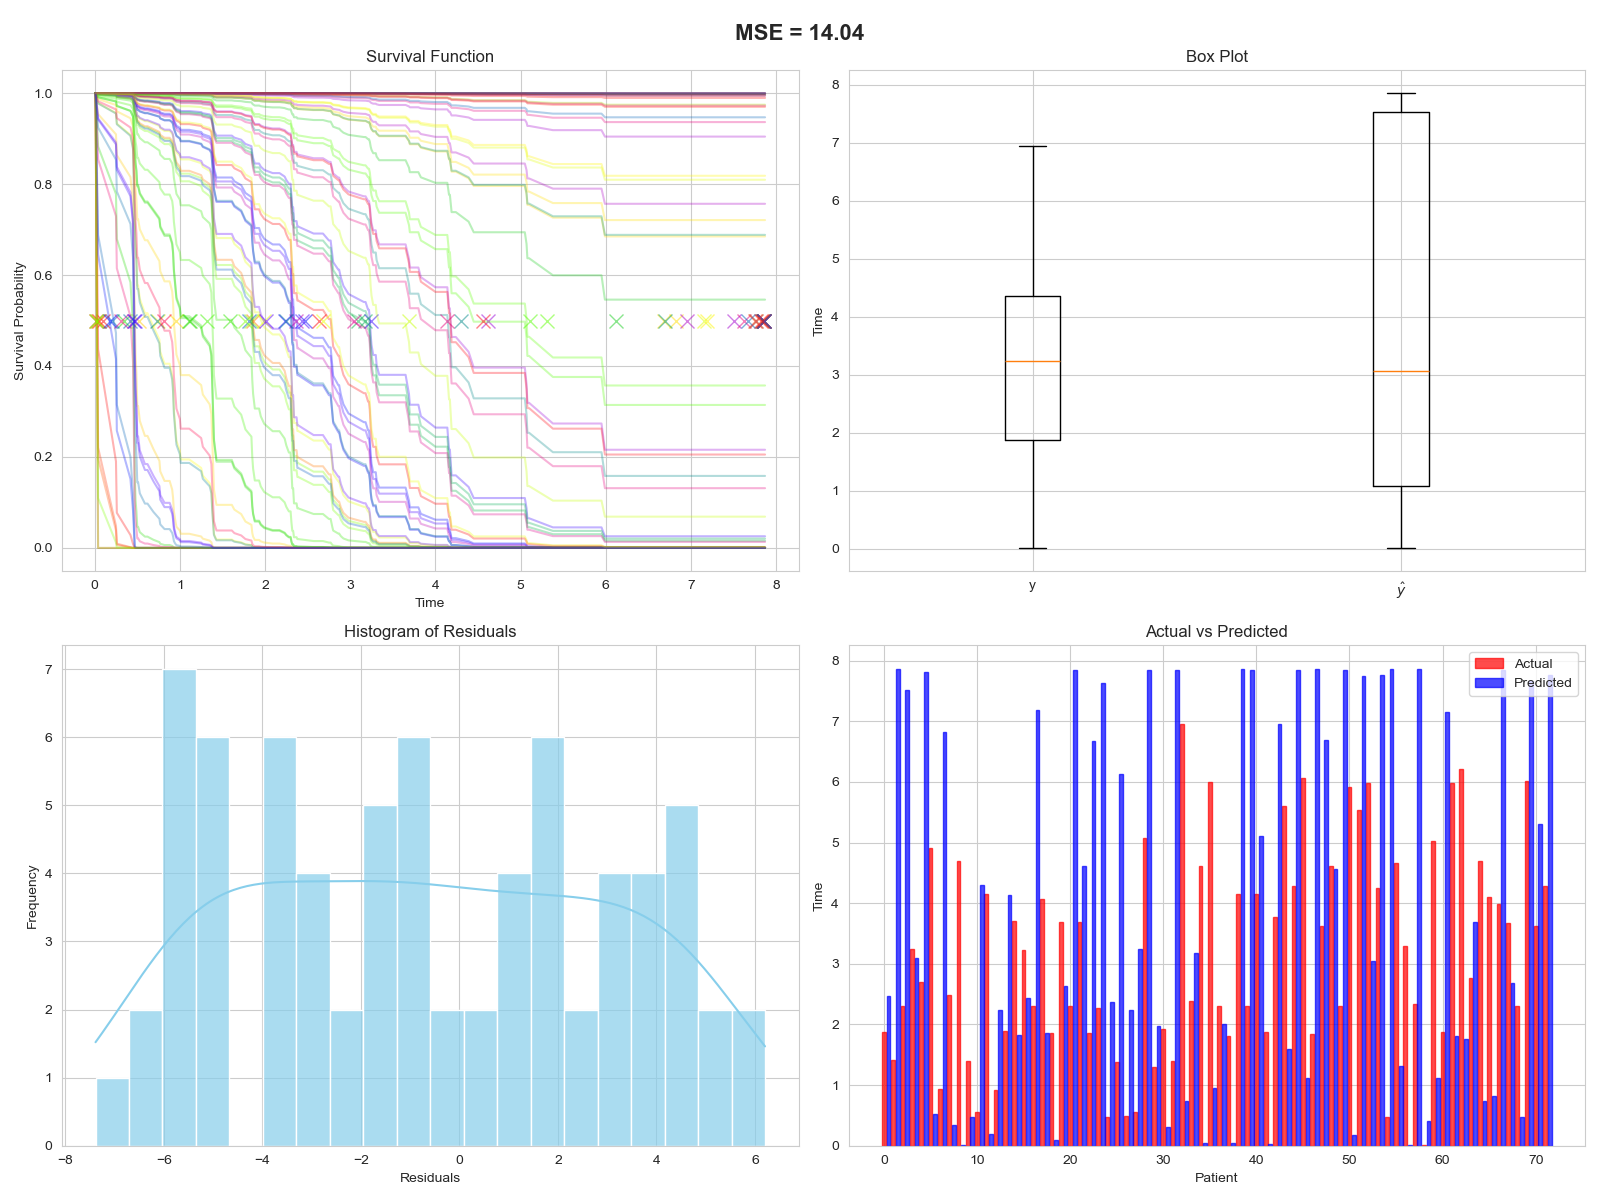 MSE = 14.04
Survival Function
Survival Probability
1.0
0.8
0.6
0.4
0.2
0.0
0 1 2 3 4 5 6 7 8
Time
Box Plot
Time
8
7
6
5
4
3
2
1
0
y ŷ
Histogram of Residuals
Frequency
7
6
5
4
3
2
1
0
−8 −6 −4 −2 0 2 4 6
Residuals
Actual vs Predicted
Time
8
7
6
5
4
3
2
1
0
Actual
Predicted
0 10 20 30 40 50 60 70
Patient